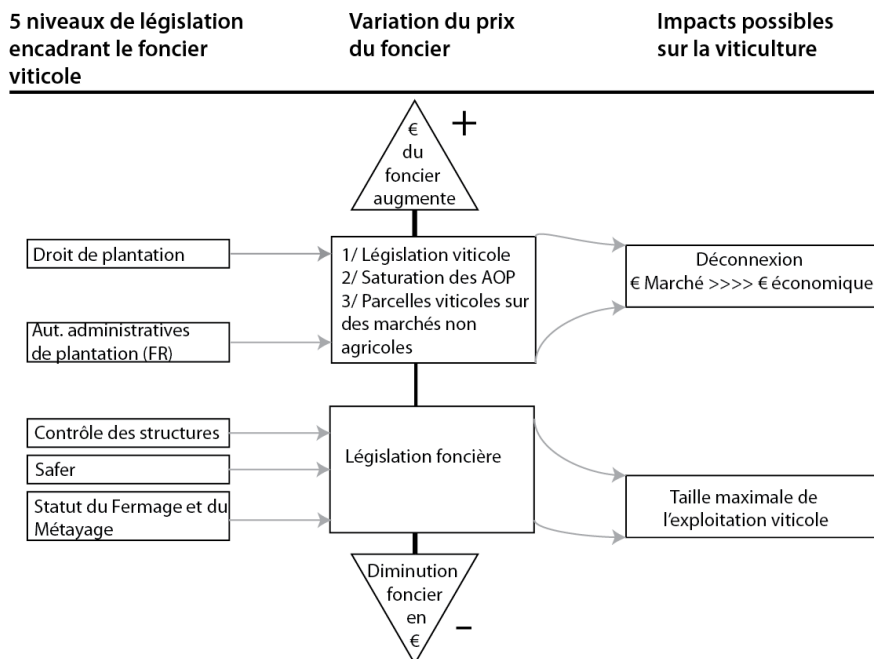 5 niveaux de législation
encadrant le foncier
viticole
Variation du prix
du foncier
Impacts possibles
sur la viticulture
+
€
du
foncier
augmente
Droit de plantation
Aut. administratives
de plantation (FR)
1/ Législation viticole
2/ Saturation des AOP
3/ Parcelles viticoles sur
des marchés non
agricoles
Déconnexion
€ Marché >>>> € économique
Contrôle des structures
Safer
Statut du Fermage et du
Métayage
Législation foncière
Taille maximale de
l'exploitation viticole
Diminution
foncier
en
€
–